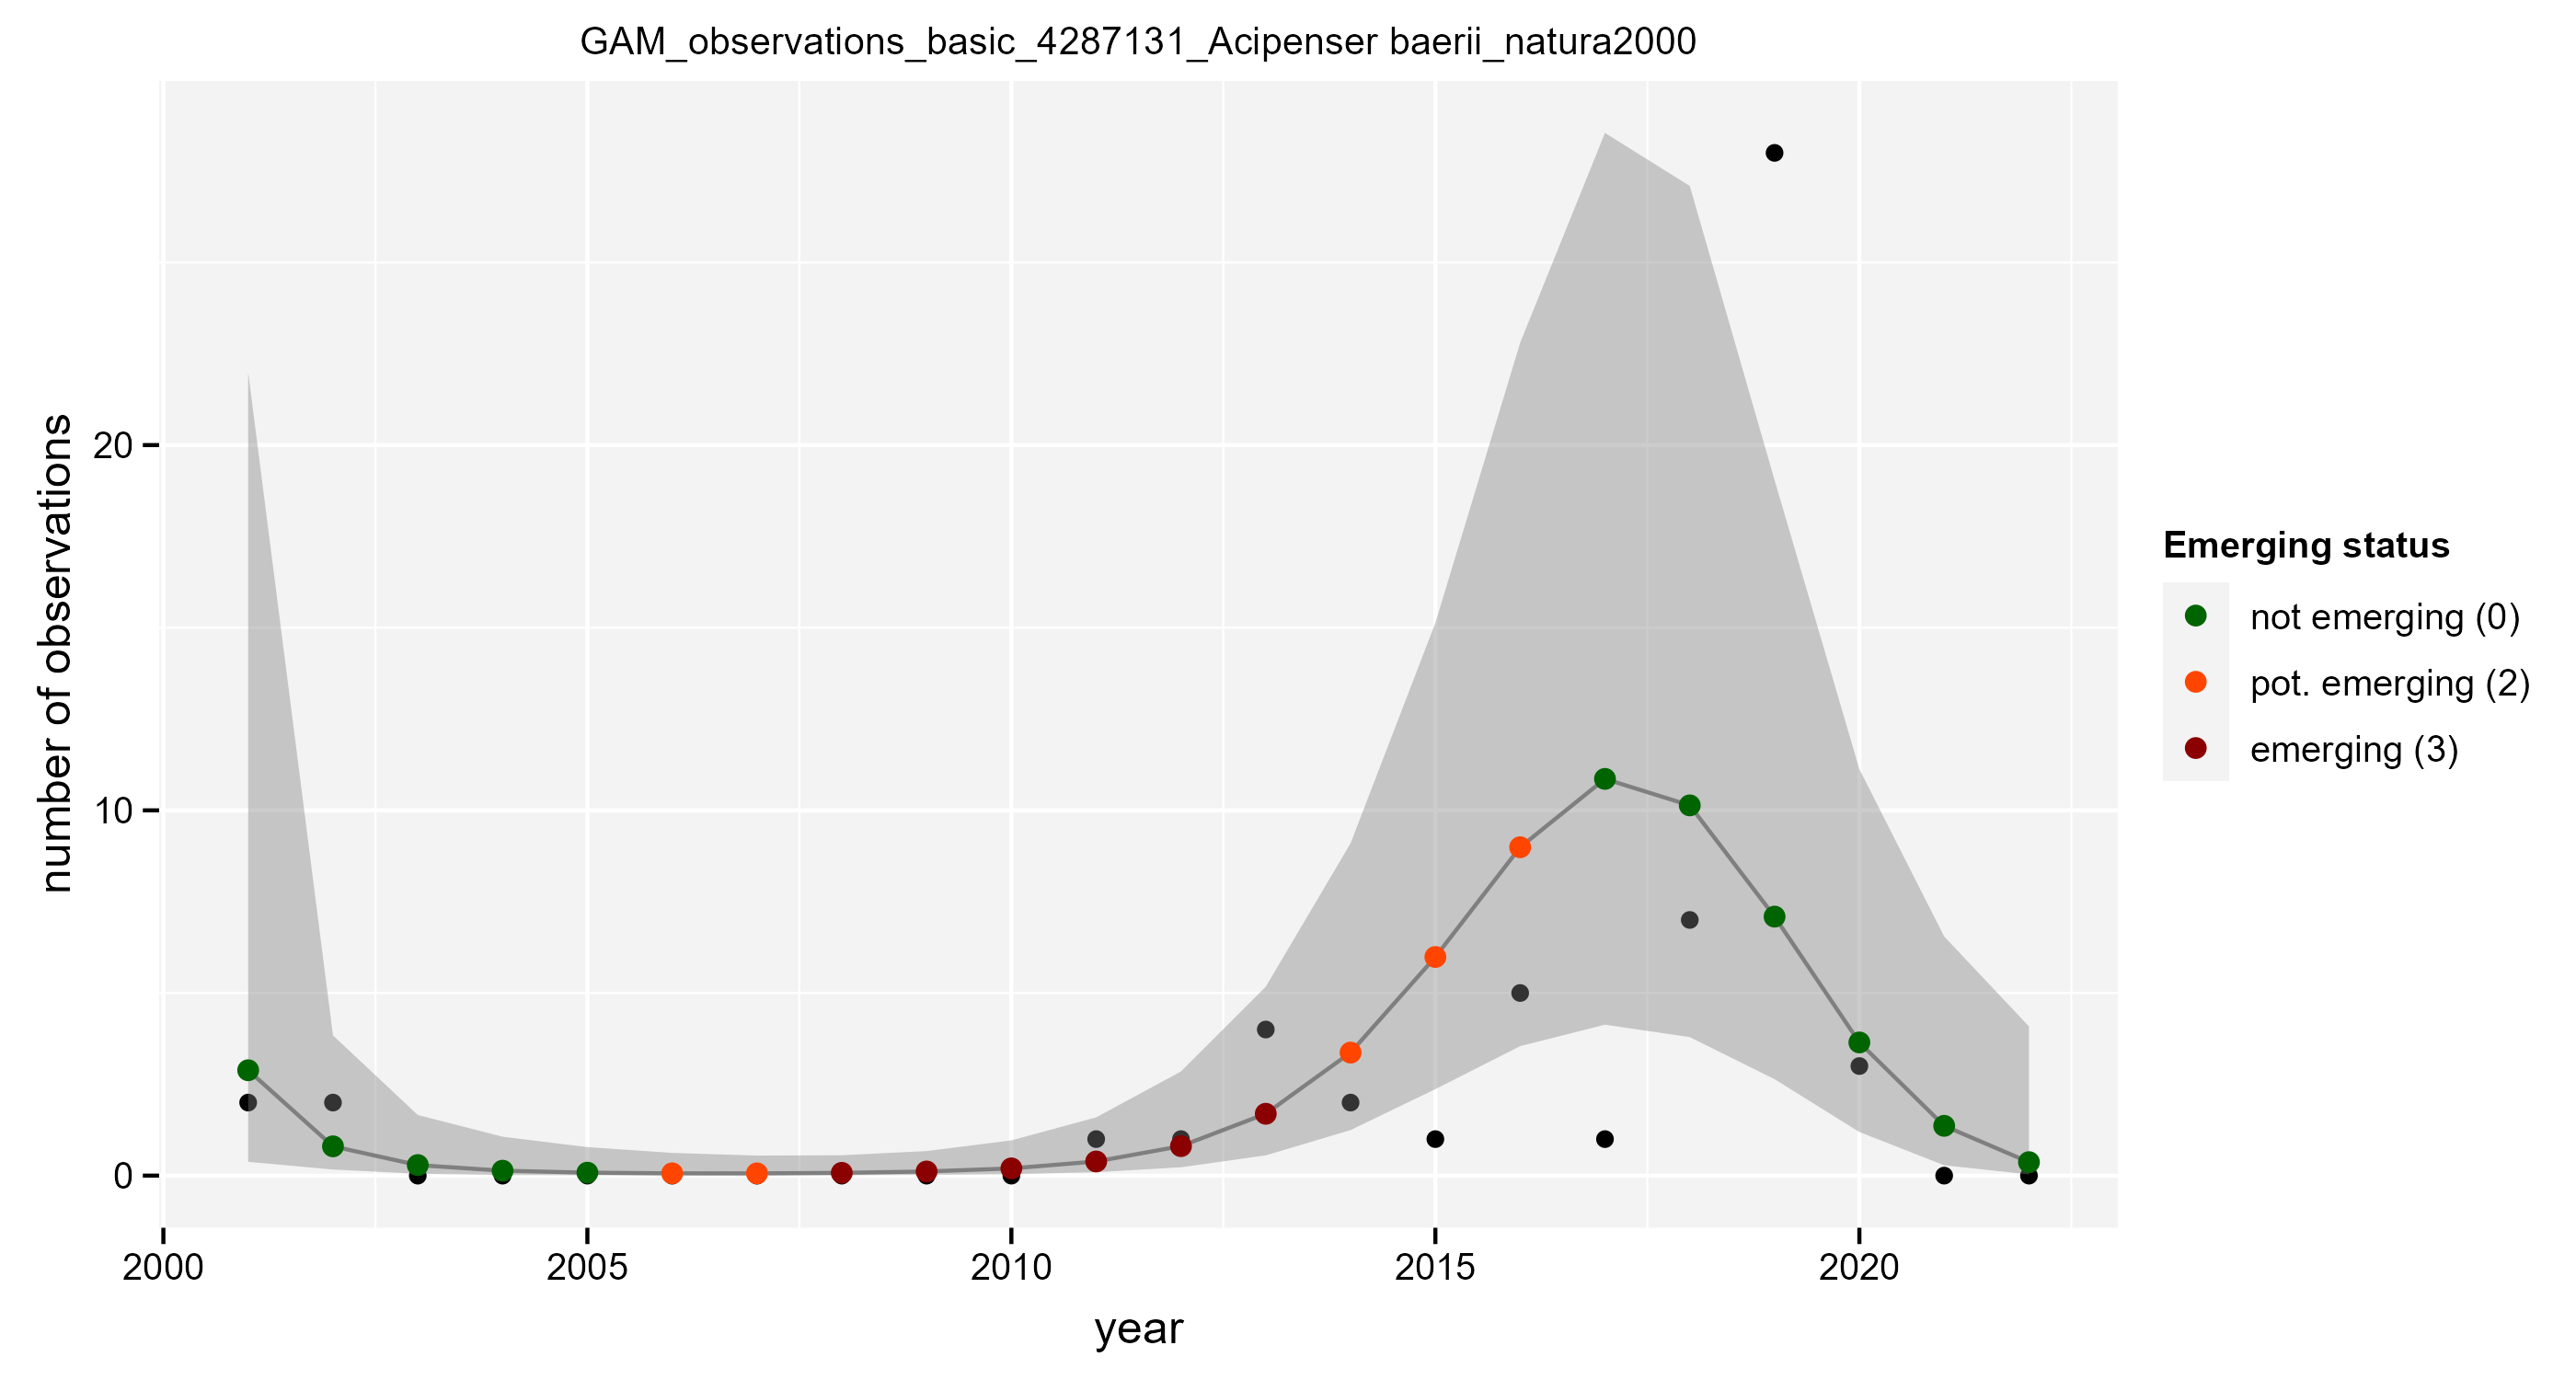 GAM_observations_basic_4287131_Acipenser baerii_natura2000
number of observations
20
10
0
2000 2005 2010 2015 2020
year
Emerging status
not emerging (0)
pot. emerging (2)
emerging (3)